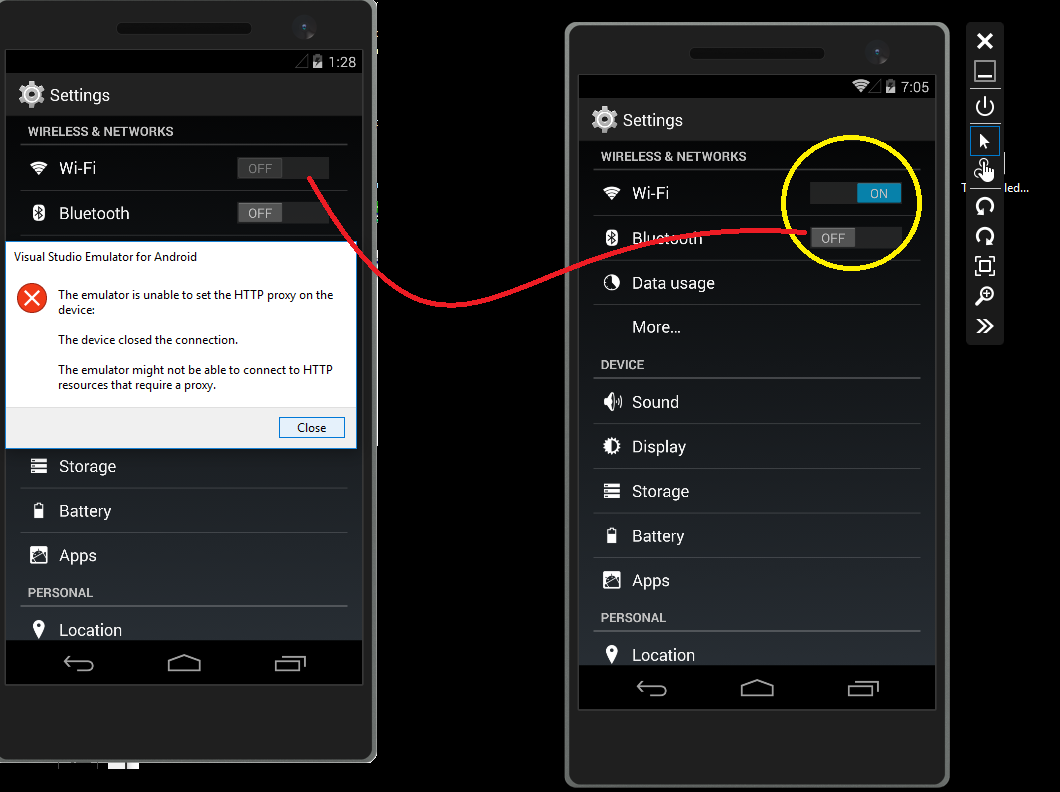 1:28
Settings
WIRELESS & NETWORKS
Wi-Fi
OFF
Bluetooth
OFF
Visual Studio Emulator for Android
The emulator is unable to set the HTTP proxy on the
device:
The device closed the connection.
The emulator might not be able to connect to HTTP
resources that require a proxy.
Close
Storage
Battery
Apps
PERSONAL
Location
7:05
Settings
WIRELESS & NETWORKS
Wi-Fi
ON
Bluetooth
OFF
Data usage
More...
DEVICE
Sound
Display
Storage
Battery
Apps
PERSONAL
Location